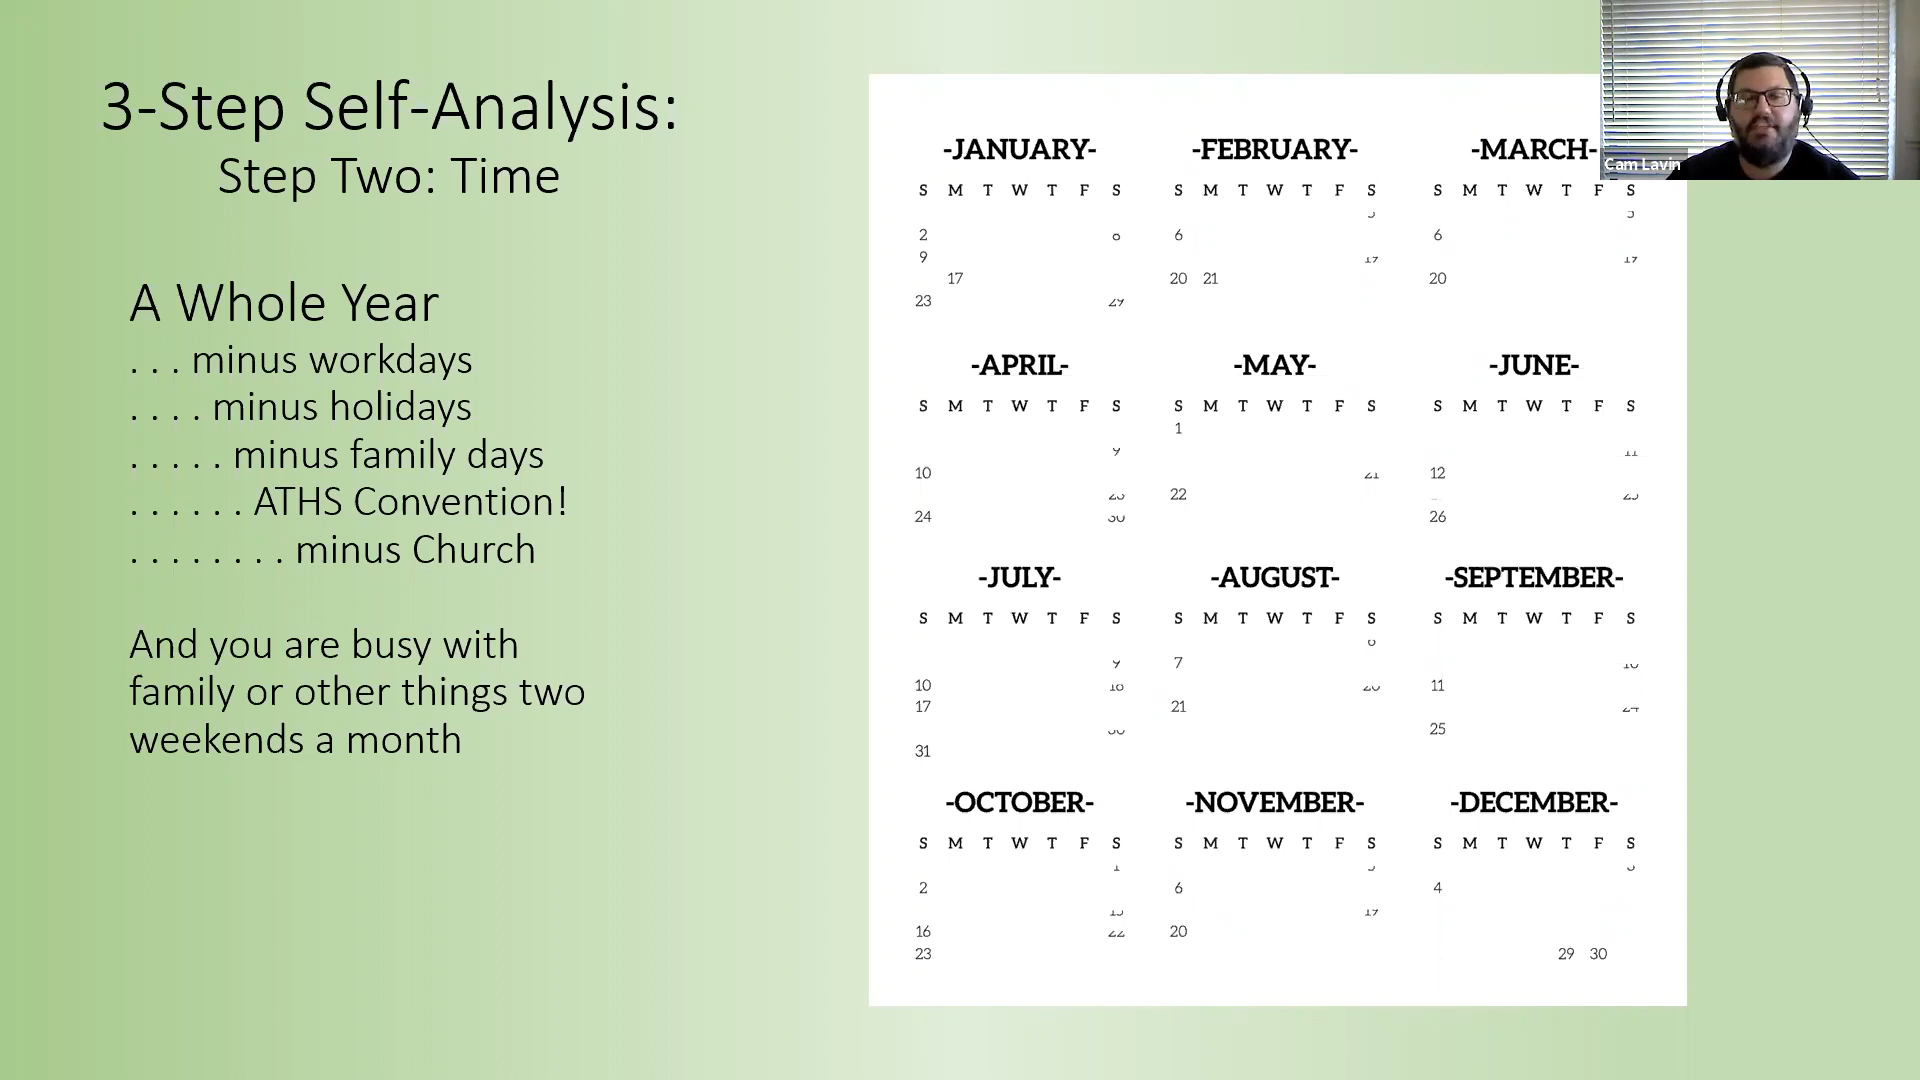 3-Step Self-Analysis:
Step Two: Time
A Whole Year
. . . minus workdays
. . . . minus holidays
. . . . . minus family days
. . . . . . ATHS Convention!
. . . . . . . . minus Church
And you are busy with
family or other things two
weekends a month
Cam Lavin
-JANUARY-
S M T W T F S
2
9
17
23
-FEBRUARY-
S M T W T F S
6
20 21
-MARCH-
S M T W T F S
6
20
-APRIL-
S M T W T F S
10
24
-MAY-
S M T W T F S
1
22
-JUNE-
S M T W T F S
12
26
-JULY-
S M T W T F S
10
17
31
-AUGUST-
S M T W T F S
7
21
-SEPTEMBER-
S M T W T F S
11
25
-OCTOBER-
S M T W T F S
2
16
23
-NOVEMBER-
S M T W T F S
6
20
-DECEMBER-
S M T W T F S
4
29 30